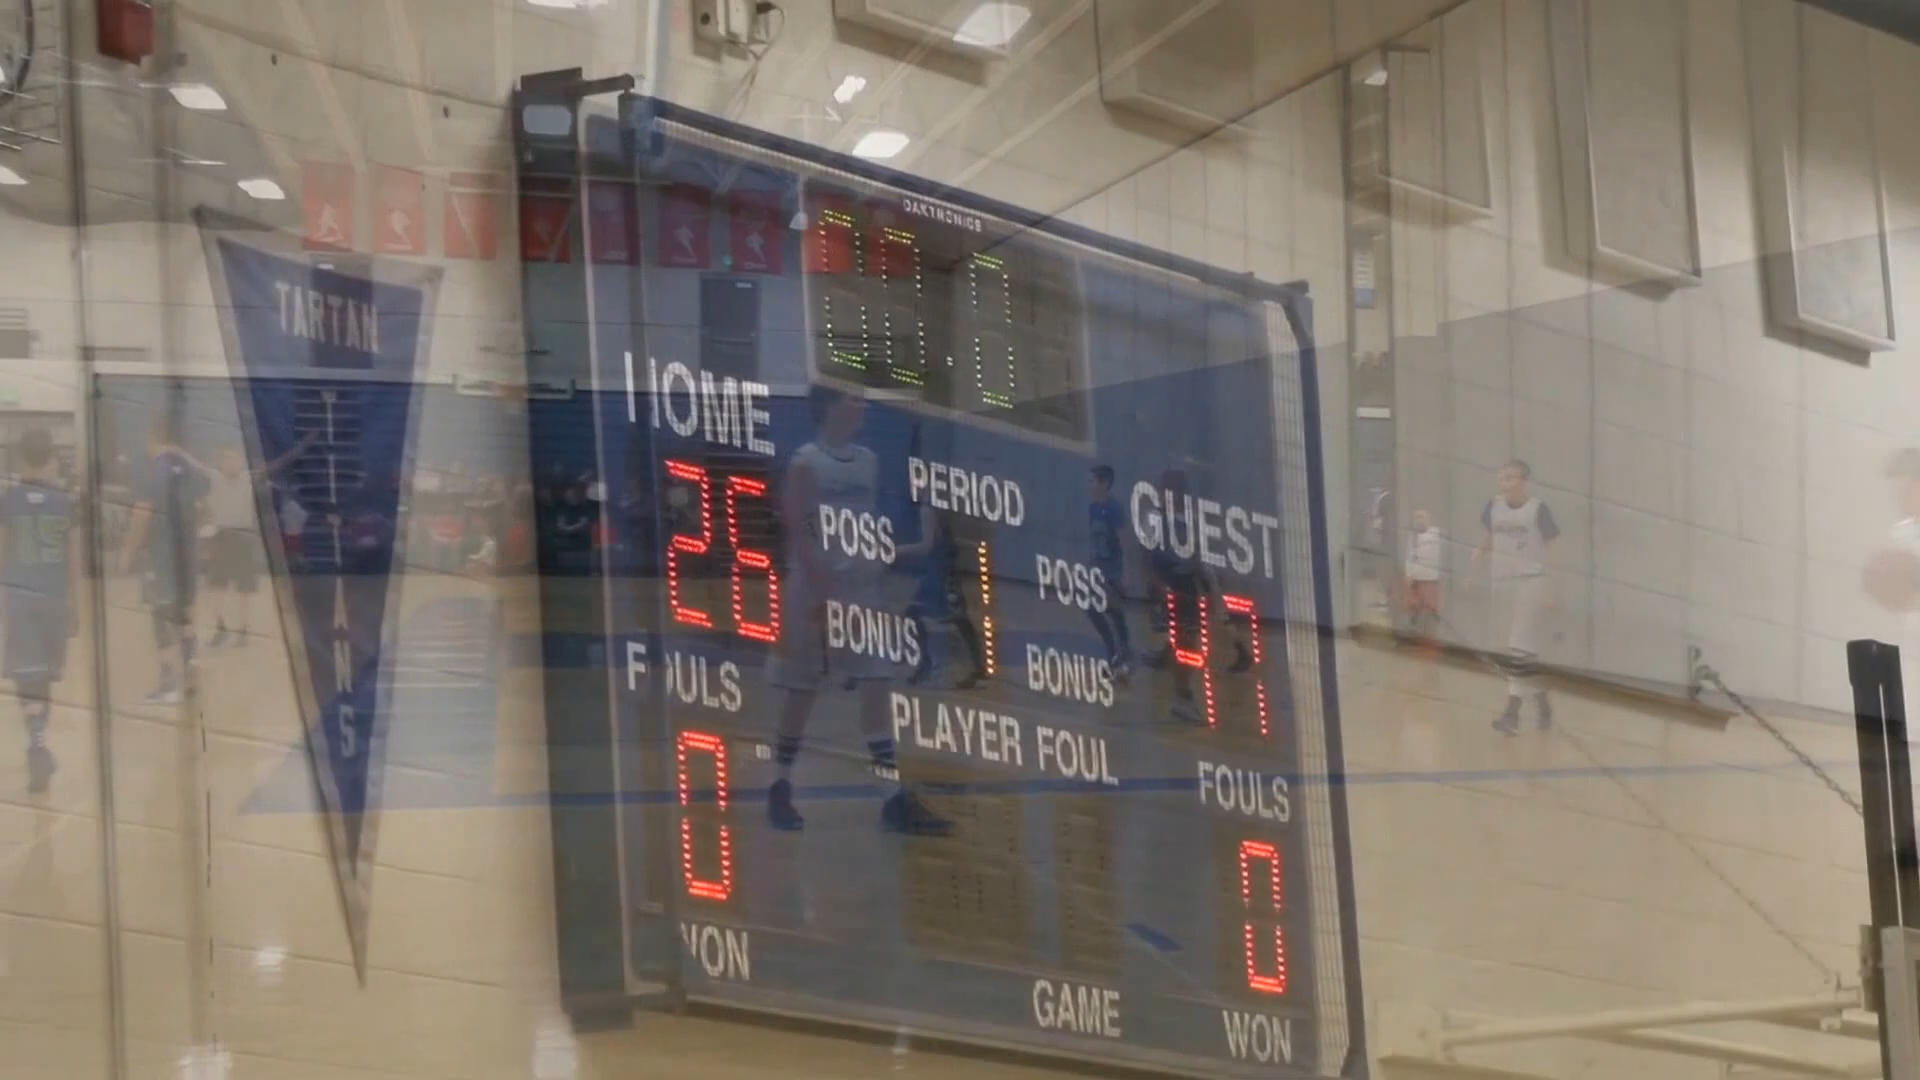 DAKTRONICS
TARTAN
00.0
HOME
PERIOD
GUEST
26
POSS
1
POSS
47
BONUS
BONUS
FOULS
PLAYER FOUL
FOULS
0
0
WON
GAME
WON